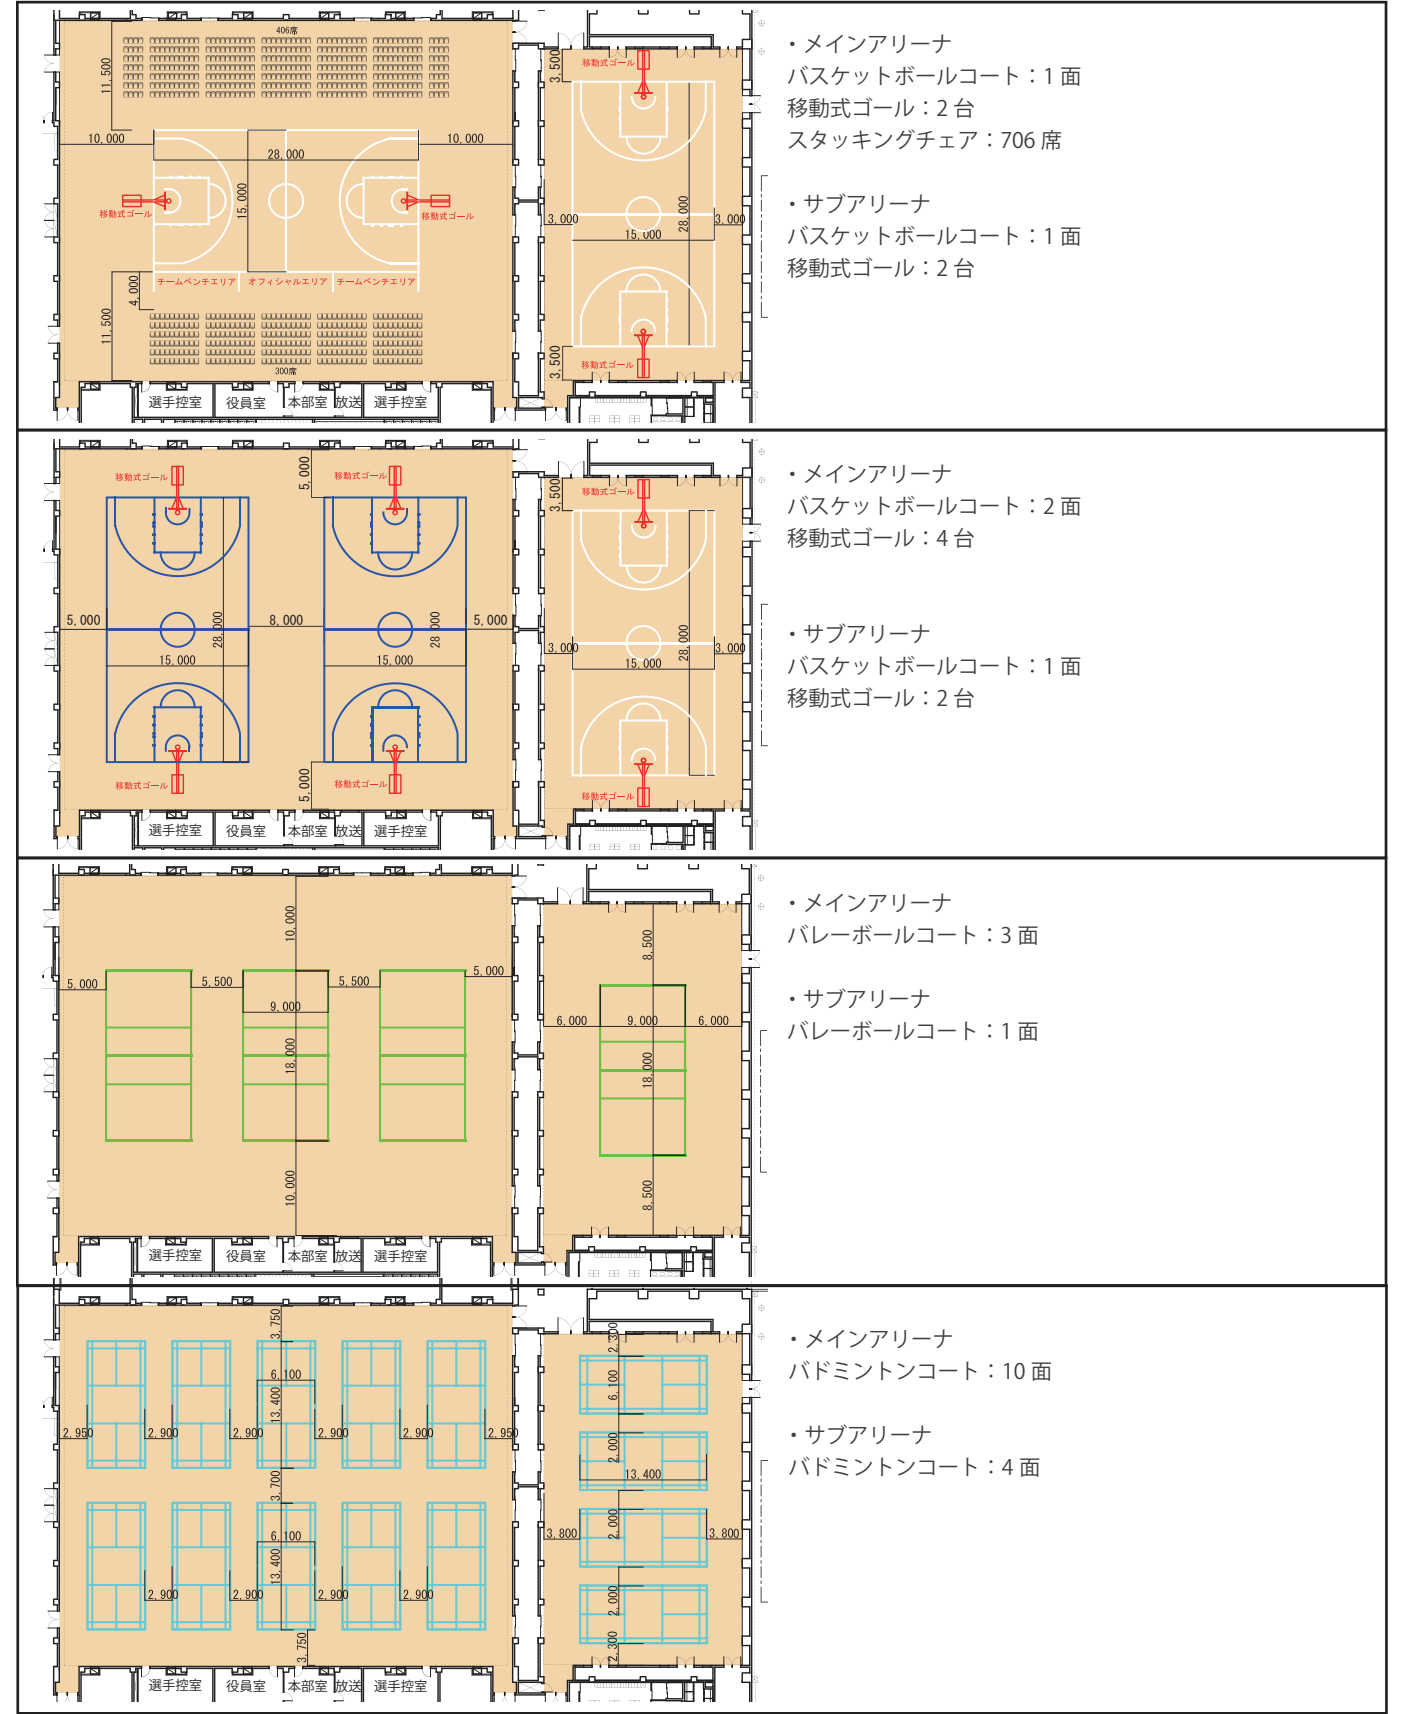 406席
11,500
10,000
10,000
28,000
15,000
移動式ゴール
移動式ゴール
チームベンチエリア
オフィシャルエリア
チームベンチエリア
4,000
11,500
300席
選手控室
役員室
本部室
放送
選手控室
3,500
移動式ゴール
3,000
28,000
3,000
15,000
移動式ゴール
3,500
・メインアリーナ
バスケットボールコート：1 面
移動式ゴール：2 台
スタッキングチェア：706 席
・サブアリーナ
バスケットボールコート：1 面
移動式ゴール：2 台
移動式ゴール
移動式ゴール
5,000
5,000
28,000
8,000
28,000
5,000
15,000
15,000
移動式ゴール
移動式ゴール
5,000
選手控室
役員室
本部室
放送
選手控室
3,500
移動式ゴール
3,000
28,000
3,000
15,000
移動式ゴール
3,500
・メインアリーナ
バスケットボールコート：2 面
移動式ゴール：4 台
・サブアリーナ
バスケットボールコート：1 面
移動式ゴール：2 台
10,000
5,000
5,500
5,500
5,000
9,000
18,000
10,000
選手控室
役員室
本部室
放送
選手控室
8,500
6,000
9,000
6,000
18,000
8,500
・メインアリーナ
バレーボールコート：3 面
・サブアリーナ
バレーボールコート：1 面
3,750
6,100
13,400
2,950
2,900
2,900
2,900
2,900
2,950
3,700
6,100
13,400
2,900
2,900
2,900
2,900
3,750
選手控室
役員室
本部室
放送
選手控室
2,300
6,100
2,000
13,400
2,000
3,800
3,800
2,000
2,300
・メインアリーナ
バドミントンコート：10 面
・サブアリーナ
バドミントンコート：4 面